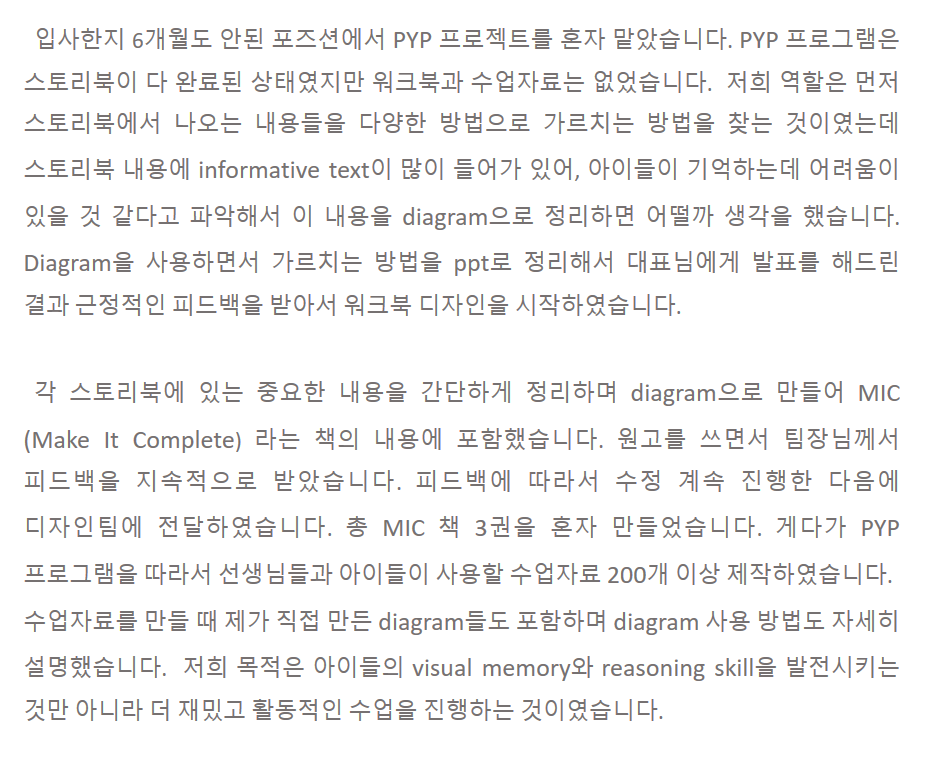 입사한지 6개월도 안된 포즈션에서 PYP 프로젝트를 혼자 맡았습니다. PYP 프로그램은
스토리북이 다 완료된 상태였지만 워크북과 수업자료는 없었습니다. 저희 역할은 먼저
스토리북에서 나오는 내용들을 다양한 방법으로 가르치는 방법을 찾는 것이였는데
스토리북 내용에 informative text이 많이 들어가 있어, 아이들이 기억하는데 어려움이
있을 것 같다고 파악해서 이 내용을 diagram으로 정리하면 어떨까 생각을 했습니다.
Diagram을 사용하면서 가르치는 방법을 ppt로 정리해서 대표님에게 발표를 해드린
결과 근정적인 피드백을 받아서 워크북 디자인을 시작하였습니다.
각 스토리북에 있는 중요한 내용을 간단하게 정리하며 diagram으로 만들어 MIC
(Make It Complete) 라는 책의 내용에 포함했습니다. 원고를 쓰면서 팀장님께서
피드백을 지속적으로 받았습니다. 피드백에 따라서 수정 계속 진행한 다음에
디자인팀에 전달하였습니다. 총 MIC 책 3권을 혼자 만들었습니다. 게다가 PYP
프로그램을 따라서 선생님들과 아이들이 사용할 수업자료 200개 이상 제작하였습니다.
수업자료를 만들 때 제가 직접 만든 diagram들도 포함하며 diagram 사용 방법도 자세히
설명했습니다. 저희 목적은 아이들의 visual memory와 reasoning skill을 발전시키는
것만 아니라 더 재밌고 활동적인 수업을 진행하는 것이였습니다.